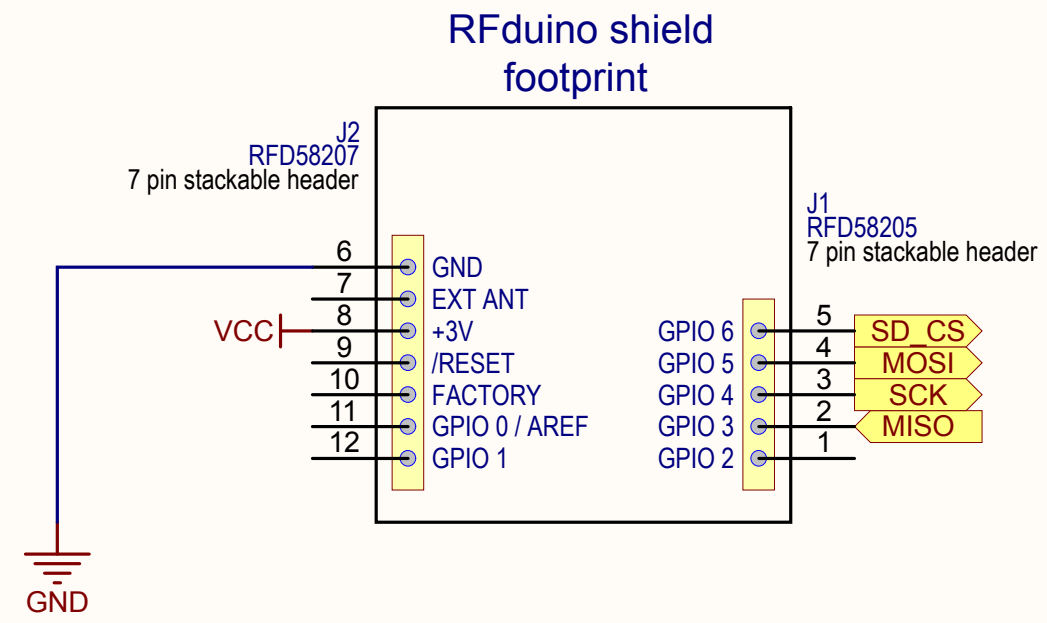 RFduino shield
footprint
J2
RFD58207
7 pin stackable header
J1
RFD58205
7 pin stackable header
6 GND
7 EXT ANT
VCC 8 +3V
9 /RESET
10 FACTORY
11 GPIO 0 / AREF
12 GPIO 1
GPIO 6 5 SD_CS
GPIO 5 4 MOSI
GPIO 4 3 SCK
GPIO 3 2 MISO
GPIO 2 1
GND